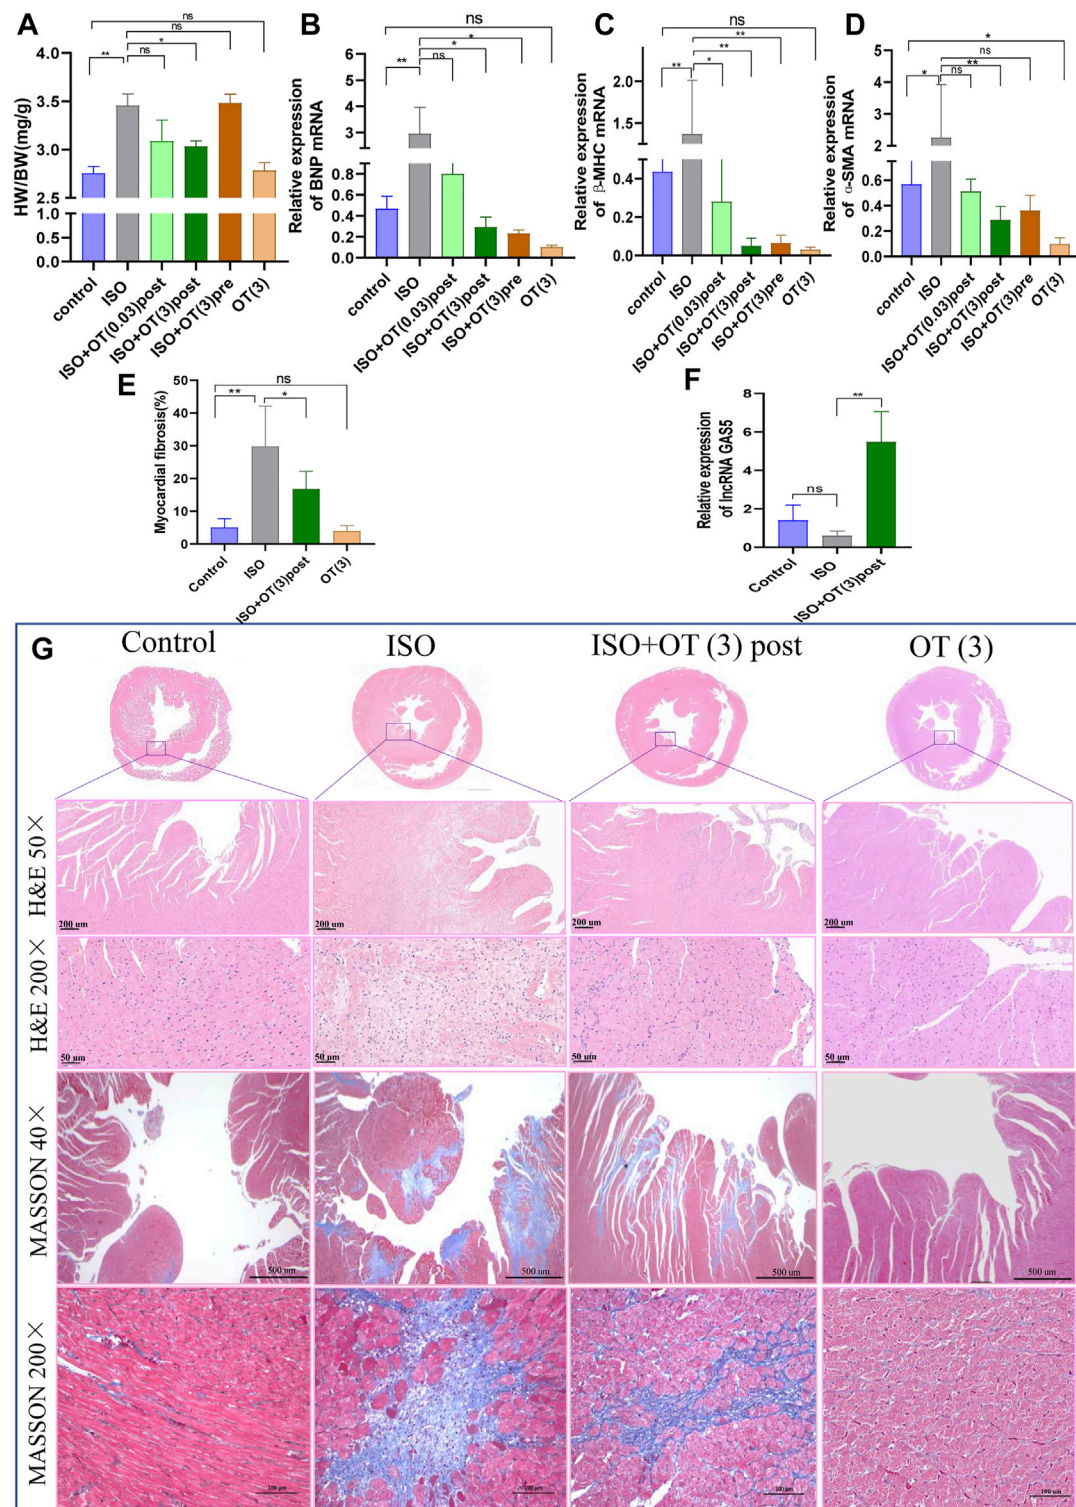 A
HW/BW(mg/g)
4.0
3.5
3.0
2.5
1.0
0.5
0.0
ns
ns
*
** ns
control
ISO
ISO+OT(0.03)post
ISO+OT(3)post
ISO+OT(3)pre
OT(3)
B
Relative expression
of BNP mRNA
6
5
4
3
2
0.8
0.6
0.4
0.2
0.0
ns
*
*
** ns
control
ISO
ISO+OT(0.03)post
ISO+OT(3)post
ISO+OT(3)pre
OT(3)
C
Relative expression
of β-MHC mRNA
2.0
1.5
0.4
0.2
0.0
ns
**
**
** *
control
ISO
ISO+OT(0.03)post
ISO+OT(3)post
ISO+OT(3)pre
OT(3)
D
Relative expression
of α-SMA mRNA
5
4
3
2
0.6
0.4
0.2
0.0
*
ns
**
* ns
control
ISO
ISO+OT(0.03)post
ISO+OT(3)post
ISO+OT(3)pre
OT(3)
E
Myocardial fibrosis(%)
50
40
30
20
10
0
ns
** *
Control
ISO
ISO+OT(3)post
OT(3)
F
Relative expression
of lncRNA GAS5
8
6
4
2
0
**
ns
Control
ISO
ISO+OT(3)post
G
Control ISO ISO+OT (3) post OT (3)
H&E 50×
200 um 200 um 200 um 200 um
H&E 200×
50 um 50 um 50 um 50 um
MASSON 40×
500 um 500 um 500 um 500 um
MASSON 200×
100 μm 100 μm 100 μm 100 um